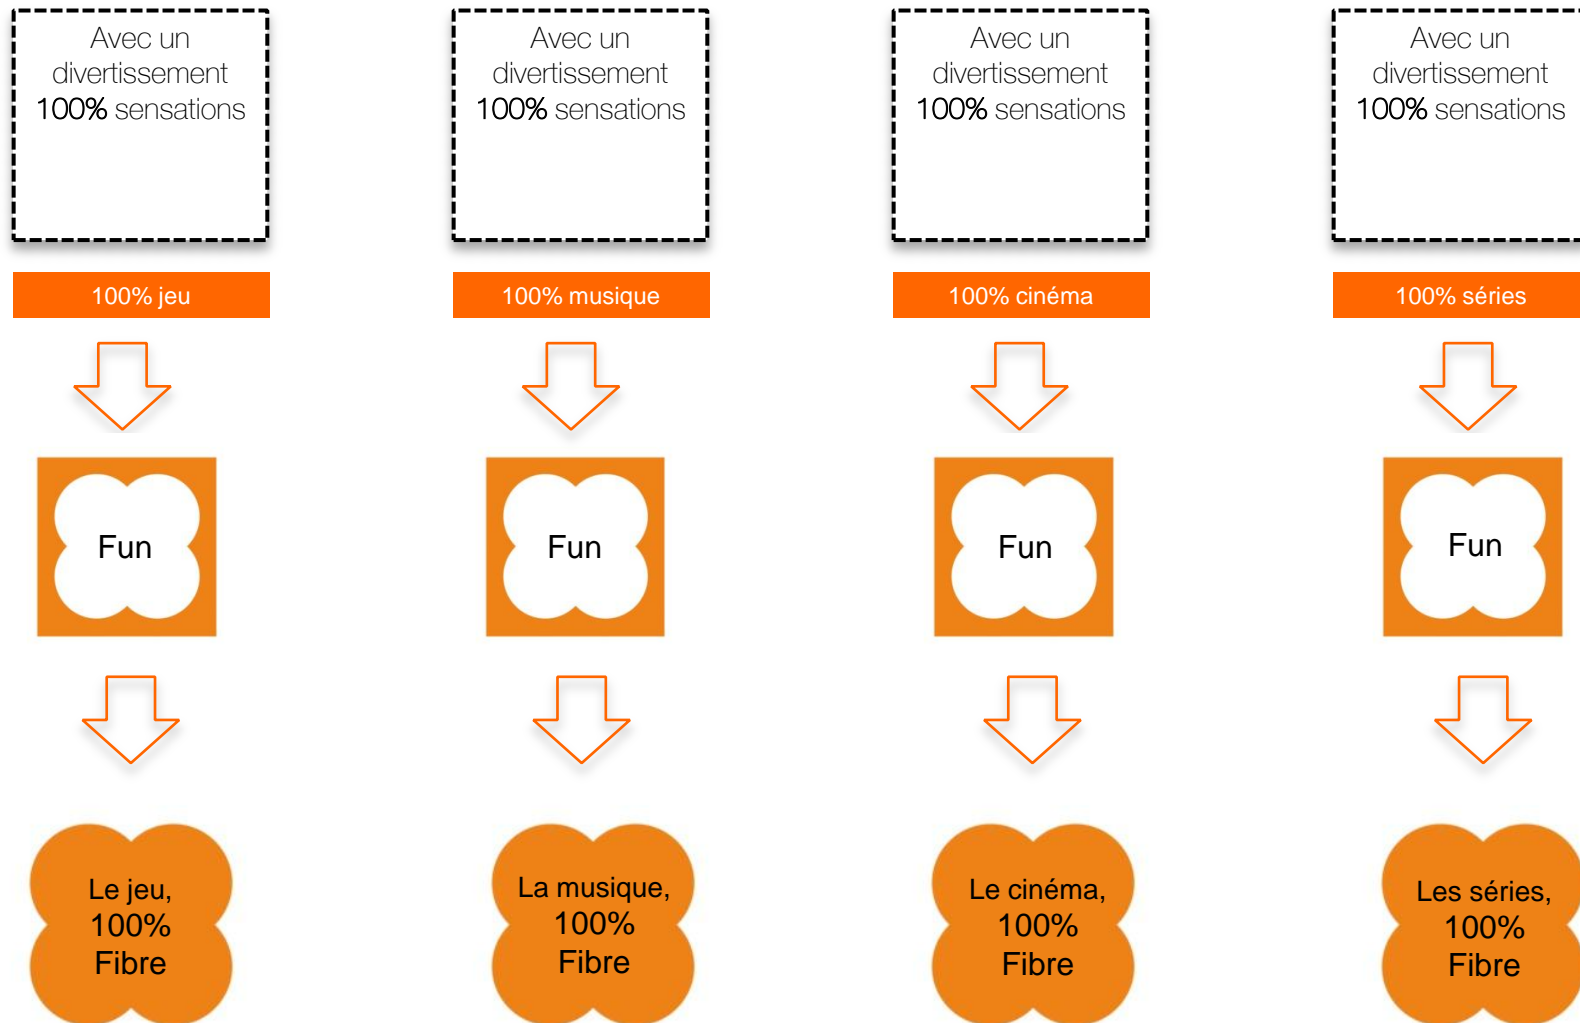 Avec un
divertissement
100% sensations
Avec un
divertissement
100% sensations
Avec un
divertissement
100% sensations
Avec un
divertissement
100% sensations
100% jeu
100% musique
100% cinéma
100% séries
Fun
Fun
Fun
Fun
Le jeu,
100%
Fibre
La musique,
100%
Fibre
Le cinéma,
100%
Fibre
Les séries,
100%
Fibre